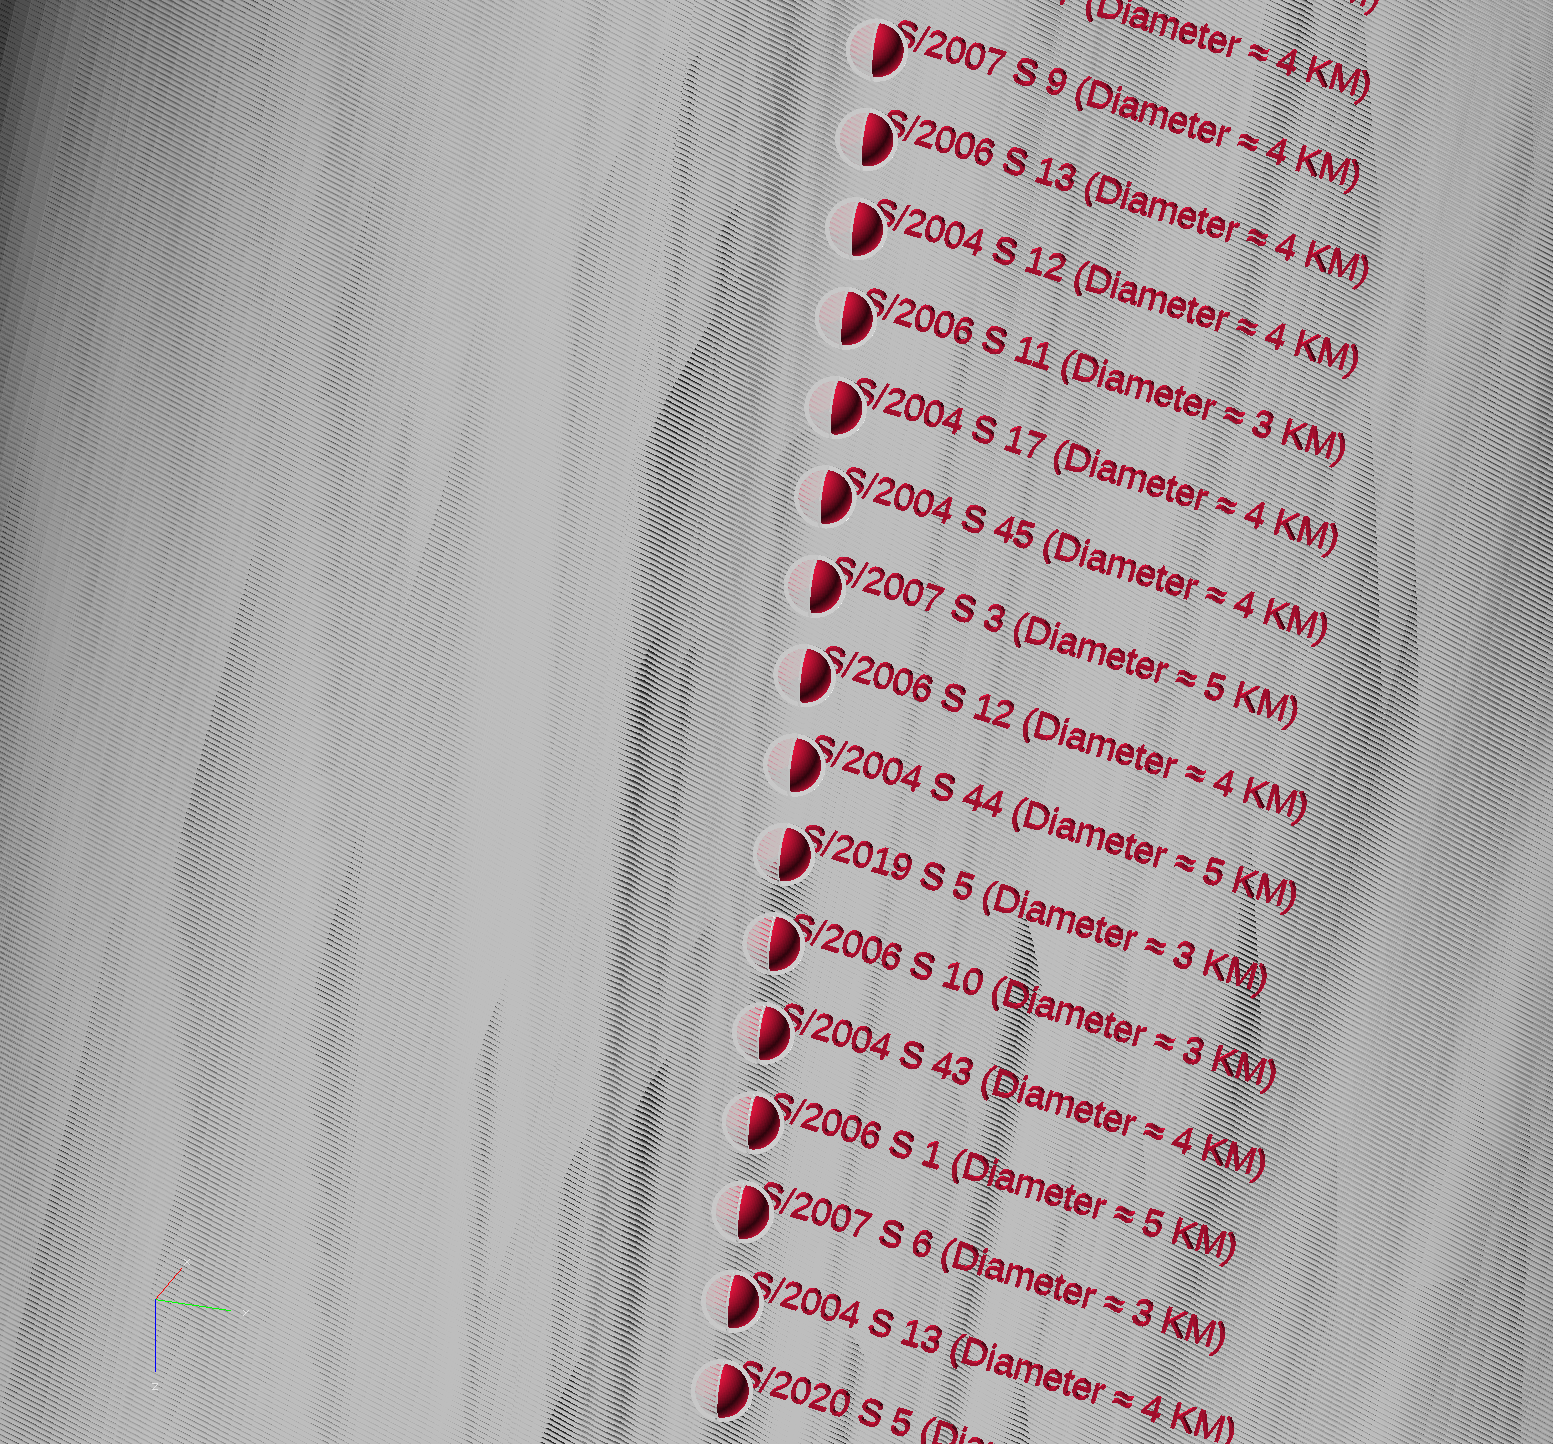 (Diameter ≈ 4 KM)
S/2007 S 9 (Diameter ≈ 4 KM)
S/2006 S 13 (Diameter ≈ 4 KM)
S/2004 S 12 (Diameter ≈ 4 KM)
S/2006 S 11 (Diameter ≈ 3 KM)
S/2004 S 17 (Diameter ≈ 4 KM)
S/2004 S 45 (Diameter ≈ 4 KM)
S/2007 S 3 (Diameter ≈ 5 KM)
S/2006 S 12 (Diameter ≈ 4 KM)
S/2004 S 44 (Diameter ≈ 5 KM)
S/2019 S 5 (Diameter ≈ 3 KM)
S/2006 S 10 (Diameter ≈ 3 KM)
S/2004 S 43 (Diameter ≈ 4 KM)
S/2006 S 1 (Diameter ≈ 5 KM)
S/2007 S 6 (Diameter ≈ 3 KM)
S/2004 S 13 (Diameter ≈ 4 KM)
S/2020 S 5
Z